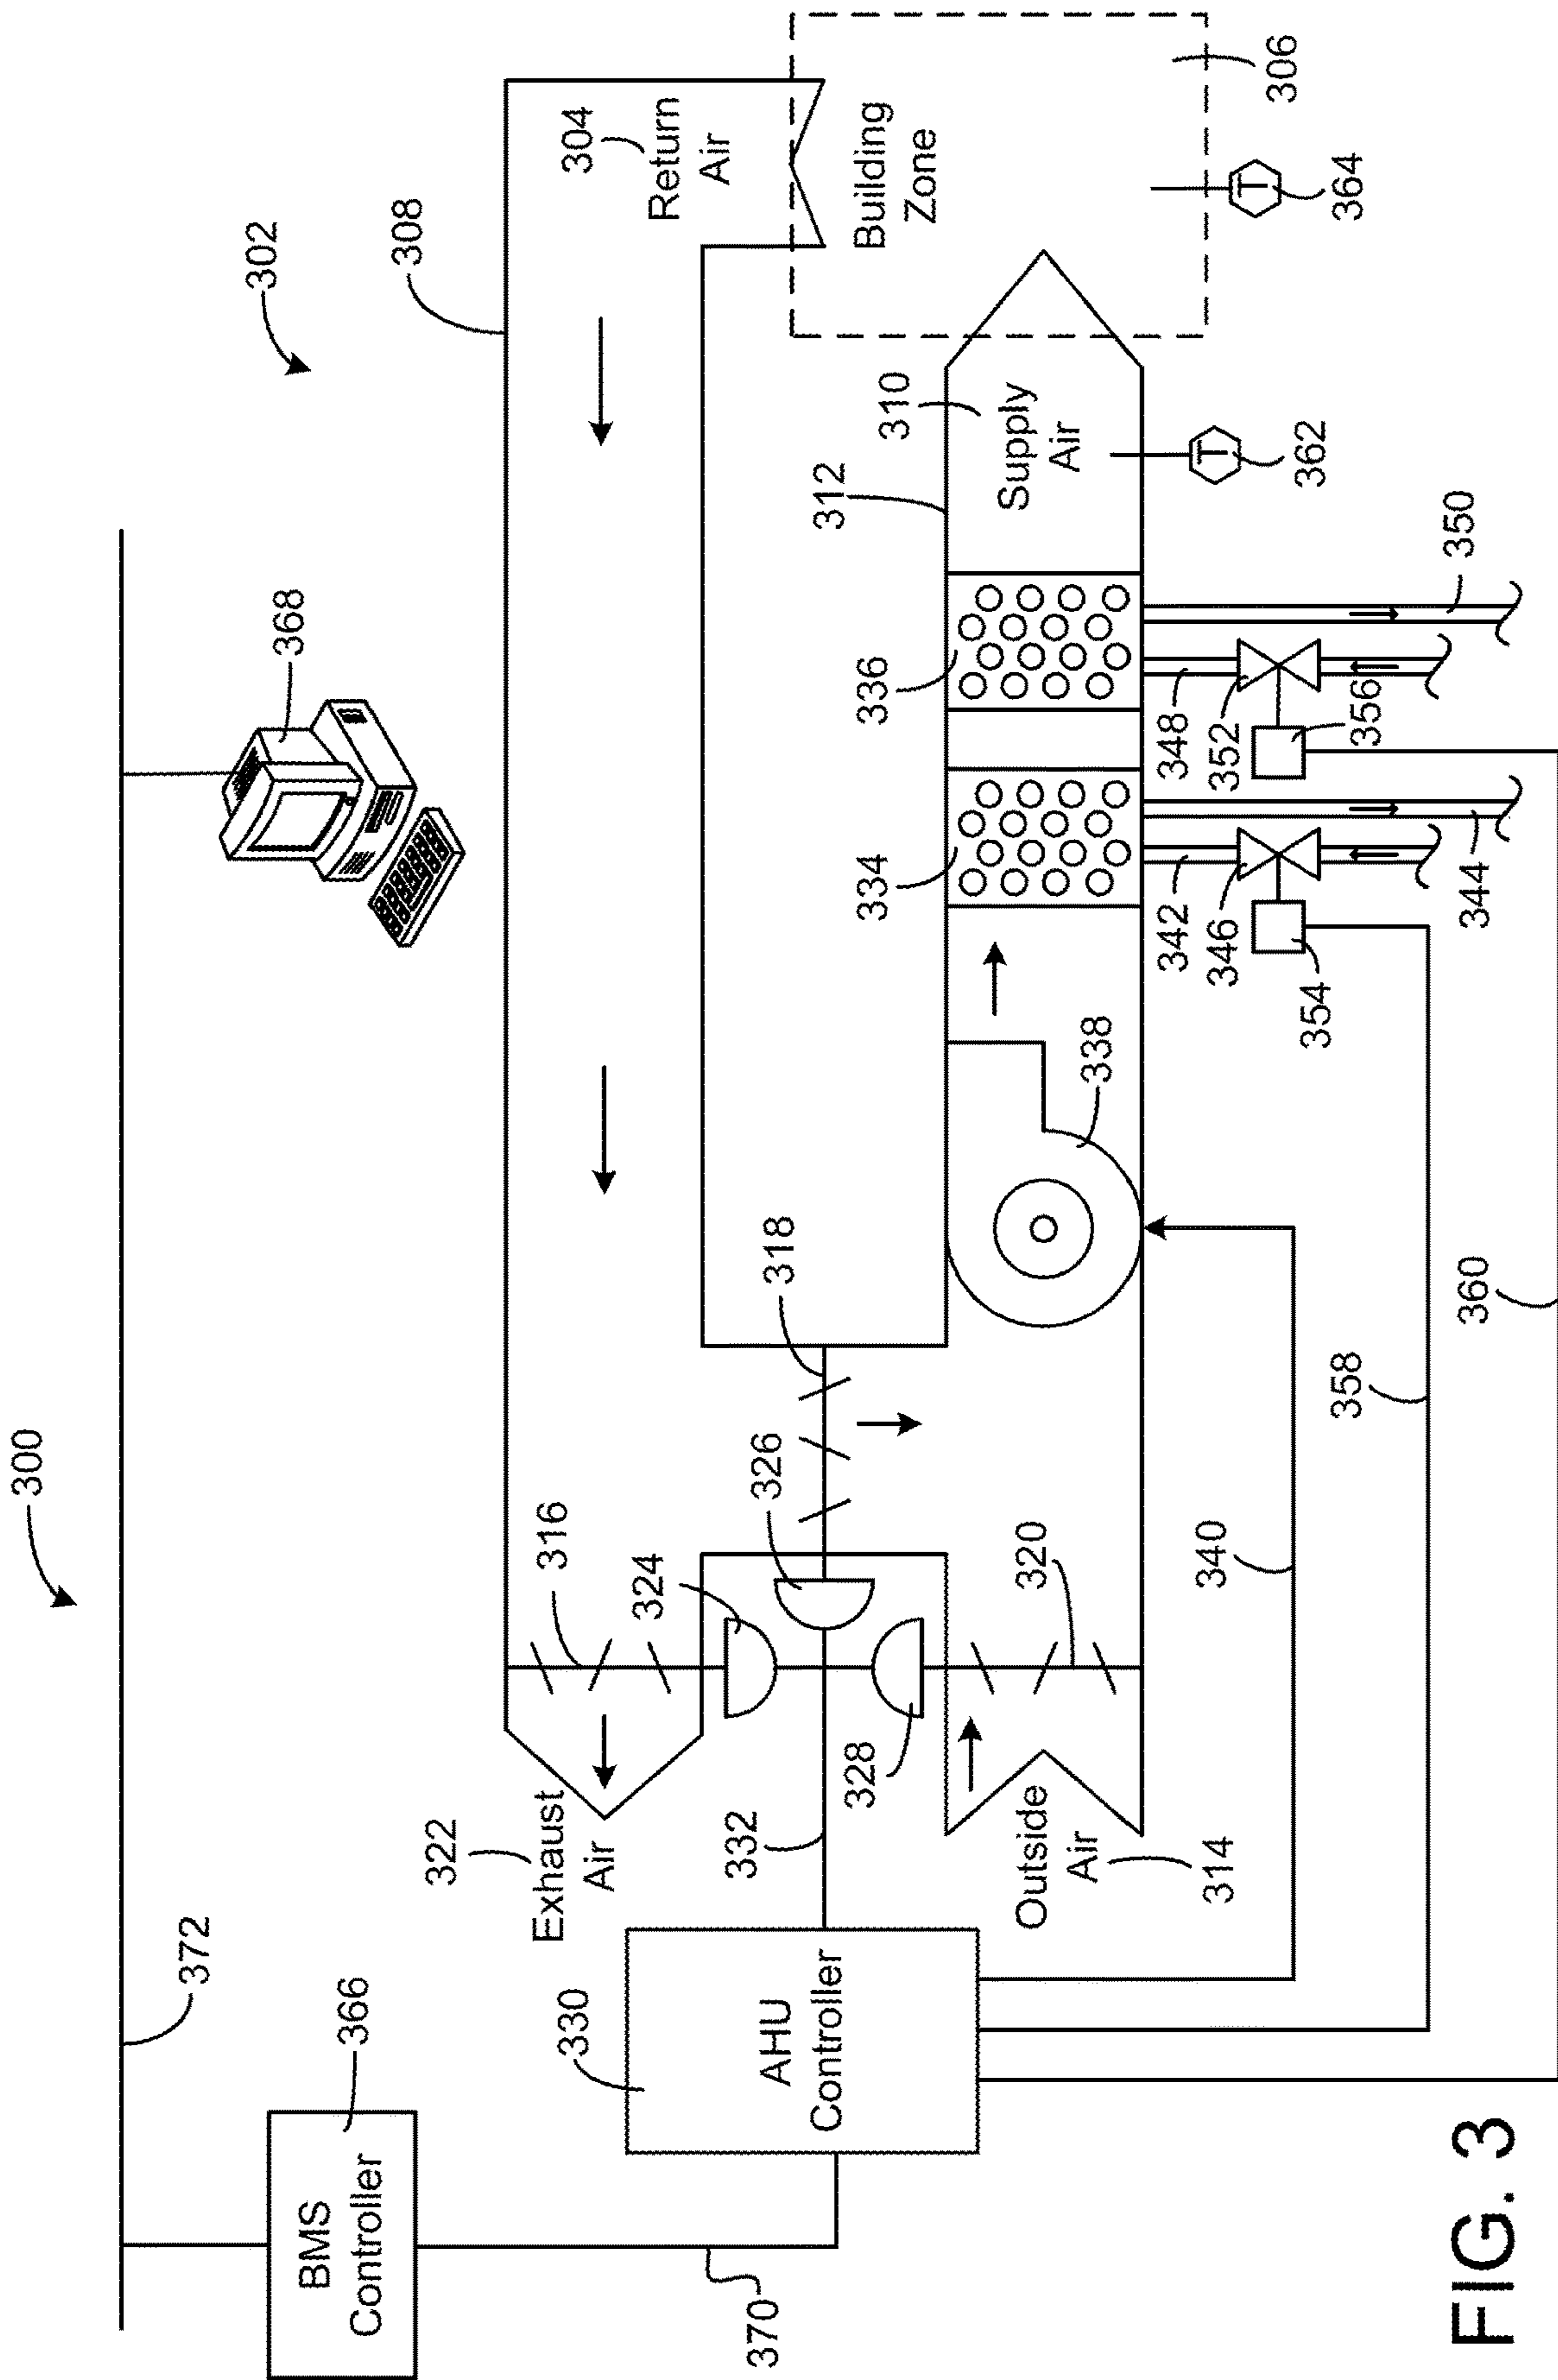 300
302
372
366
BMS
Controller
368
370
330
AHU
Controller
308
304
Return
Air
316
322
Exhaust
Air
324
326
318
332
328
Building
Zone
306
Outside
Air
314
320
338
334
336
312
310
Supply
Air
340
342
346
354
344
348
352
356
350
T
362
T
364
358
360
FIG. 3